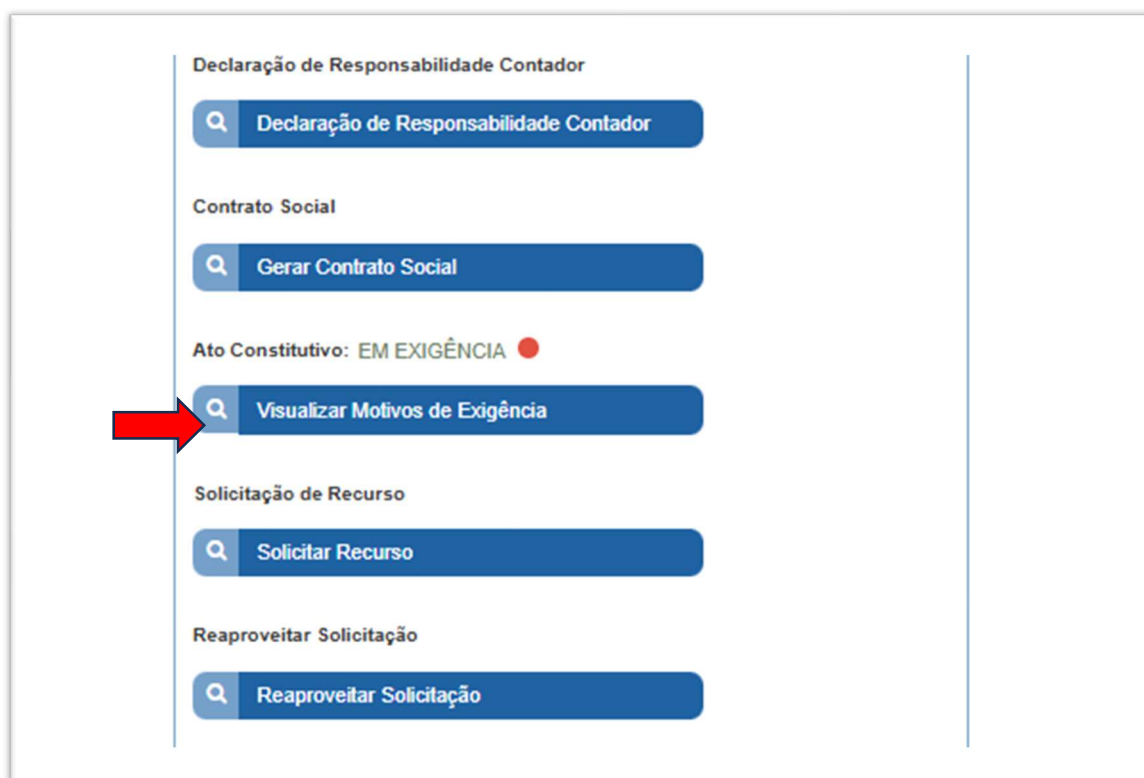 Declaração de Responsabilidade Contador
Declaração de Responsabilidade Contador
Contrato Social
Gerar Contrato Social
Ato Constitutivo: EM EXIGÊNCIA
Visualizar Motivos de Exigência
Solicitação de Recurso
Solicitar Recurso
Reaproveitar Solicitação
Reaproveitar Solicitação